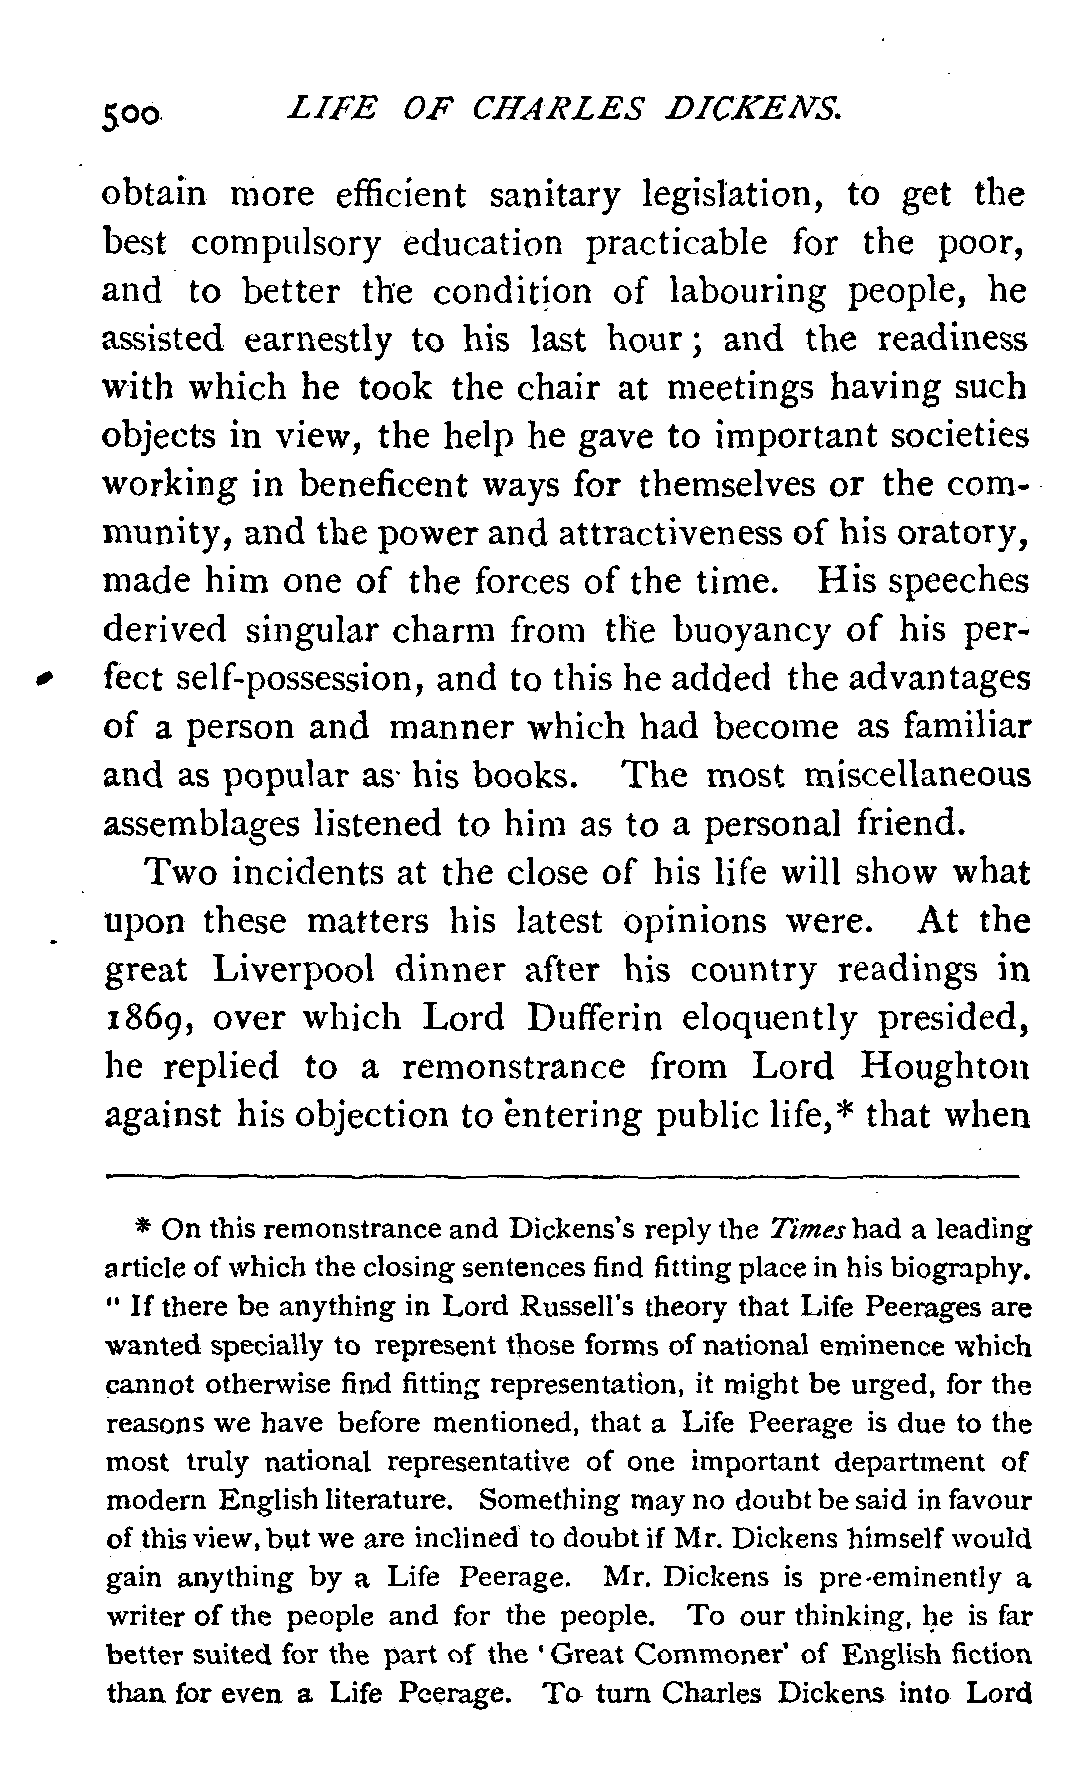 500 LIFE OF CHARLES DICKENS.
obtain more efficient sanitary legislation, to get the
best compulsory education practicable for the poor,
and to better the condition of labouring people, he
assisted earnestly to his last hour; and the readiness
with which he took the chair at meetings having such
objects in view, the help he gave to important societies
working in beneficent ways for themselves or the com-
munity, and the power and attractiveness of his oratory,
made him one of the forces of the time. His speeches
derived singular charm from the buoyancy of his per-
fect self-possession, and to this he added the advantages
of a person and manner which had become as familiar
and as popular as his books. The most miscellaneous
assemblages listened to him as to a personal friend.
Two incidents at the close of his life will show what
upon these matters his latest opinions were. At the
great Liverpool dinner after his country readings in
1869, over which Lord Dufferin eloquently presided,
he replied to a remonstrance from Lord Houghton
against his objection to entering public life,* that when
* On this remonstrance and Dickens's reply the Times had a leading
article of which the closing sentences find fitting place in his biography.
" If there be anything in Lord Russell's theory that Life Peerages are
wanted specially to represent those forms of national eminence which
cannot otherwise find fitting representation, it might be urged, for the
reasons we have before mentioned, that a Life Peerage is due to the
most truly national representative of one important department of
modern English literature. Something may no doubt be said in favour
of this view, but we are inclined to doubt if Mr. Dickens himself would
gain anything by a Life Peerage. Mr. Dickens is pre-eminently a
writer of the people and for the people. To our thinking, he is far
better suited for the part of the 'Great Commoner' of English fiction
than for even a Life Peerage. To turn Charles Dickens into Lord